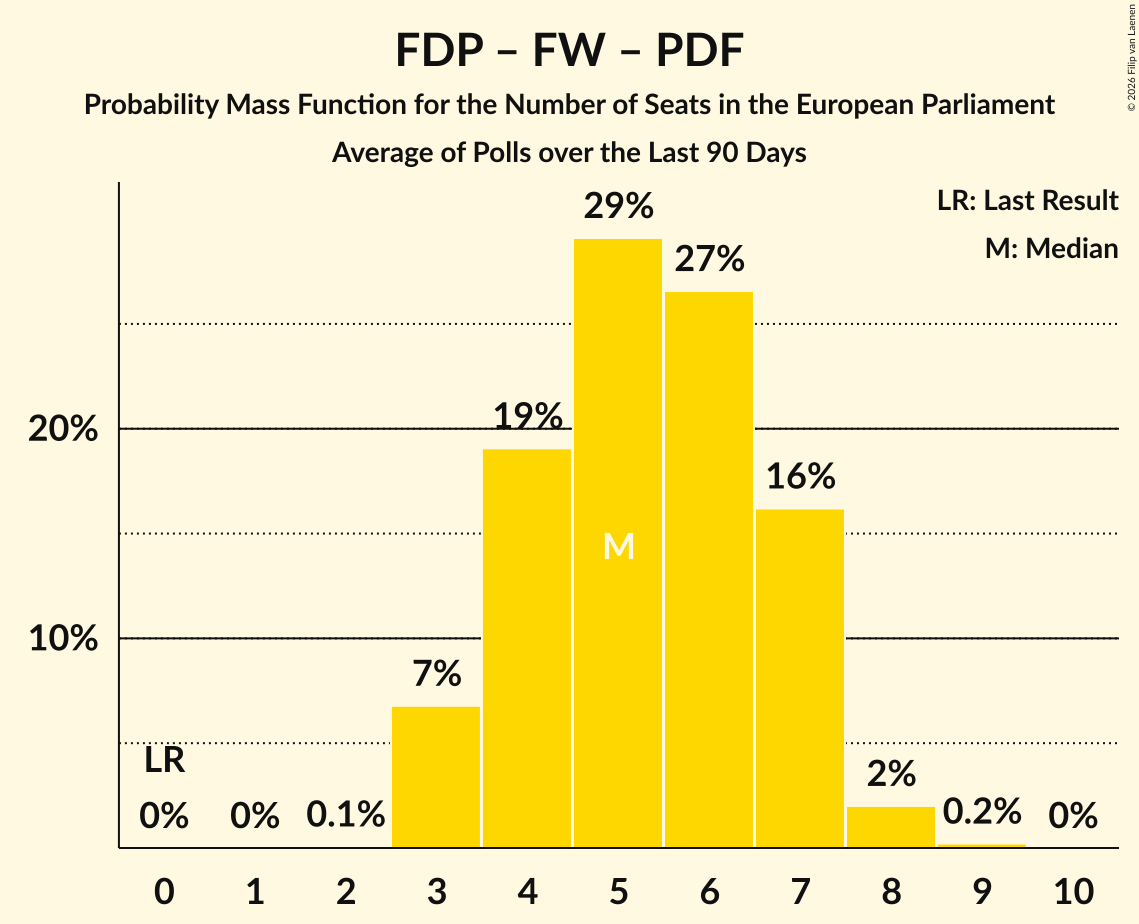 FDP – FW – PDF
Probability Mass Function for the Number of Seats in the European Parliament
Average of Polls over the Last 90 Days
© 2026 Filip van Laenen
LR: Last Result
M: Median
29%
27%
20%
19%
16%
M
10%
7%
LR
0%
0%
0.1%
2%
0.2%
0%
0 1 2 3 4 5 6 7 8 9 10